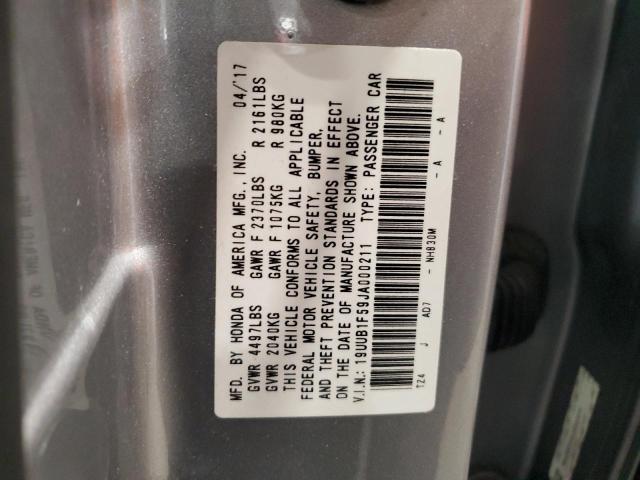 MFD. BY HONDA OF AMERICA MFG., INC. 04/'17
GVWR 4497LBS GAWR F 2370LBS R 2161LBS
GVWR 2040KG GAWR F 1075KG R 980KG
THIS VEHICLE CONFORMS TO ALL APPLICABLE
FEDERAL MOTOR VEHICLE SAFETY, BUMPER,
AND THEFT PREVENTION STANDARDS IN EFFECT
ON THE DATE OF MANUFACTURE SHOWN ABOVE.
V.I.N.: 19UUB1F59JA000211 TYPE: PASSENGER CAR
T24 J AD7 - NH830M - A - A